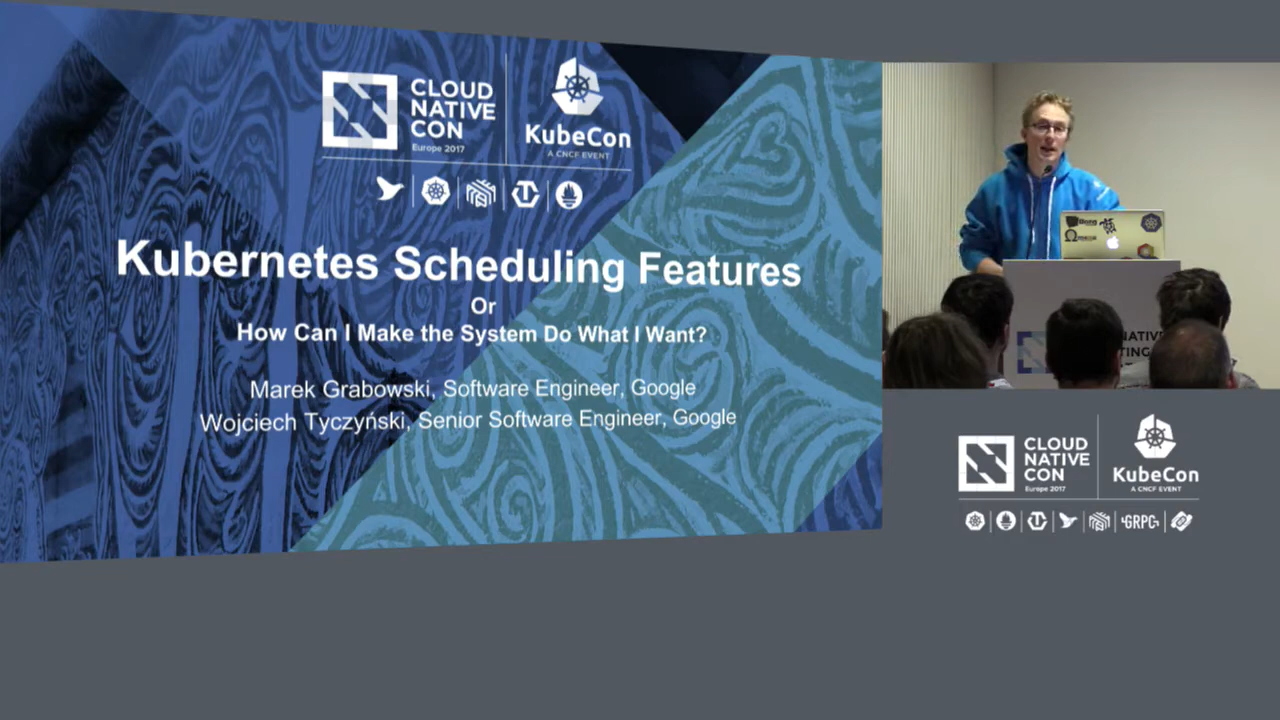 CLOUD
NATIVE
CON
Europe 2017
KubeCon
A CNCF EVENT
Kubernetes Scheduling Features
Or
How Can I Make the System Do What I Want?
Marek Grabowski, Software Engineer, Google
Wojciech Tyczyński, Senior Software Engineer, Google
CLOUD
NATIVE
CON
Europe 2017
KubeCon
A CNCF EVENT
GRPC